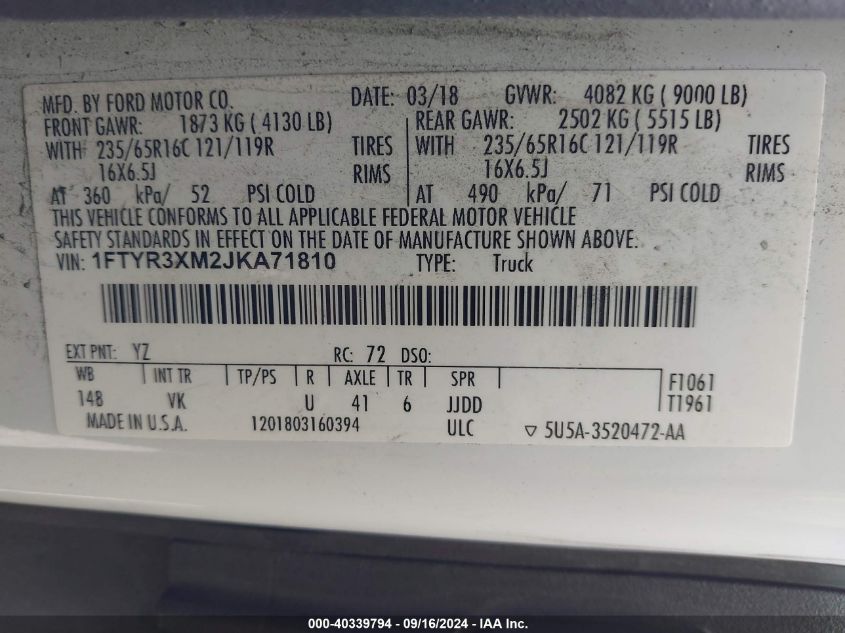 MFD. BY FORD MOTOR CO. DATE: 03/18 GVWR: 4082 KG ( 9000 LB)
FRONT GAWR: 1873 KG ( 4130 LB) REAR GAWR: 2502 KG ( 5515 LB)
WITH 235/65R16C 121/119R TIRES WITH 235/65R16C 121/119R TIRES
16X6.5J RIMS 16X6.5J RIMS
AT 360 kPa/ 52 PSI COLD AT 490 kPa/ 71 PSI COLD
THIS VEHICLE CONFORMS TO ALL APPLICABLE FEDERAL MOTOR VEHICLE
SAFETY STANDARDS IN EFFECT ON THE DATE OF MANUFACTURE SHOWN ABOVE.
VIN: 1FTYR3XM2JKA71810 TYPE: Truck
EXT PNT: YZ RC: 72 DSO:
WB INT TR TP/PS R AXLE TR SPR F1061
148 VK U 41 6 JJDD T1961
MADE IN U.S.A. 1201803160394 ULC ▽ 5U5A-3520472-AA
000-40339794 - 09/16/2024 - IAA Inc.